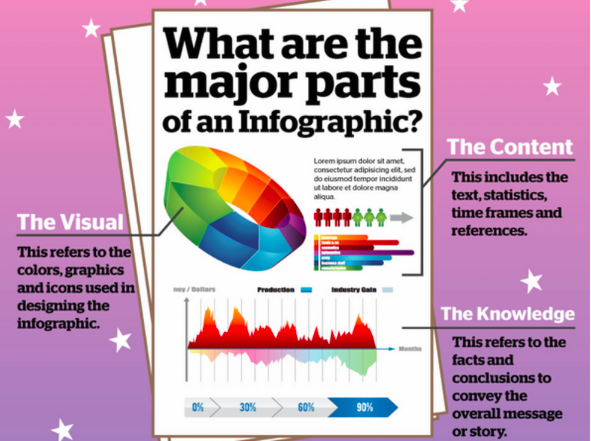 What are the
major parts
of an Infographic?
The Content
This includes the
text, statistics,
time frames and
references.
Lorem ipsum dolor sit amet,
consectetur adipisicing elit, sed
do eiusmod tempor incididunt
ut labore et dolore magna
aliqua.
The Visual
This refers to the
colors, graphics
and icons used in
designing the
infographic.
ney / Dollars
Production
Industry Gain
Months
The Knowledge
This refers to the
facts and
conclusions to
convey the
overall message
or story.
0% 30% 60% 90%